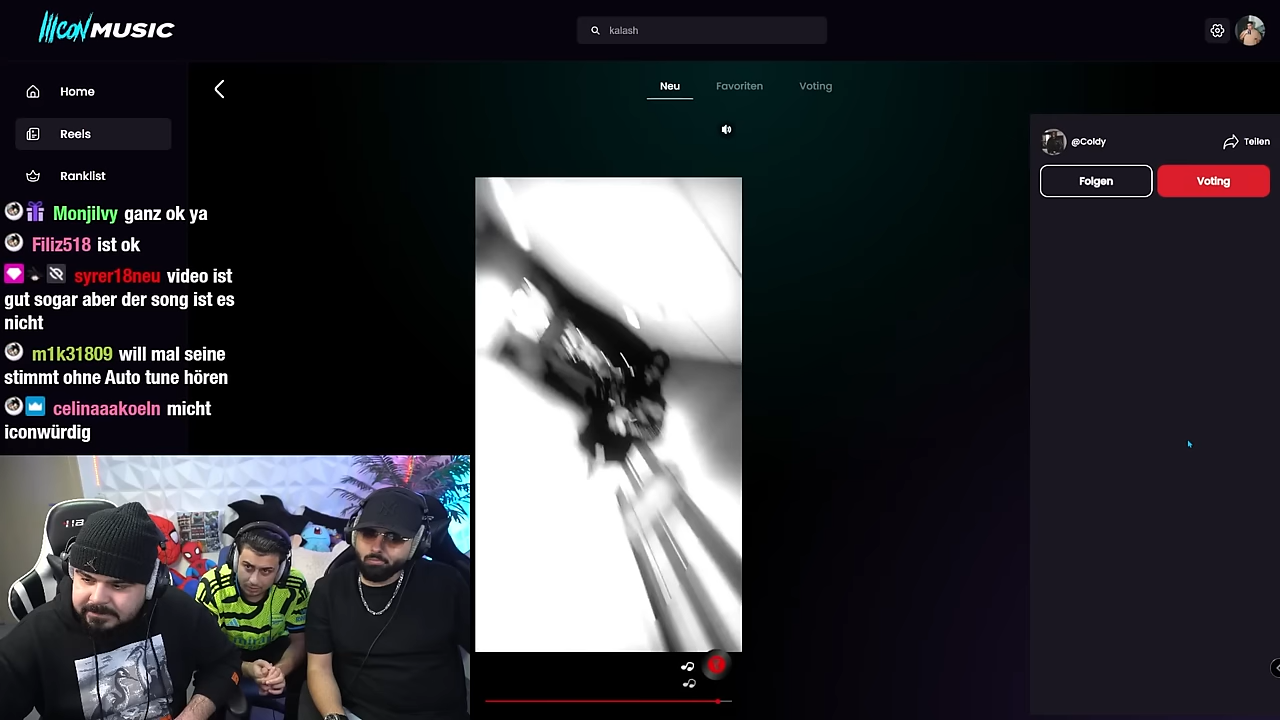 IconMUSIC
kalash
Home
Reels
Ranklist
Neu
Favoriten
Voting
@Coldy
Teilen
Folgen
Voting
Monjilvy ganz ok ya
Filiz518 ist ok
syrer18neu video ist
gut sogar aber der song ist es
nicht
m1k31809 will mal seine
stimmt ohne Auto tune hören
celinaaakoeln micht
iconwürdig